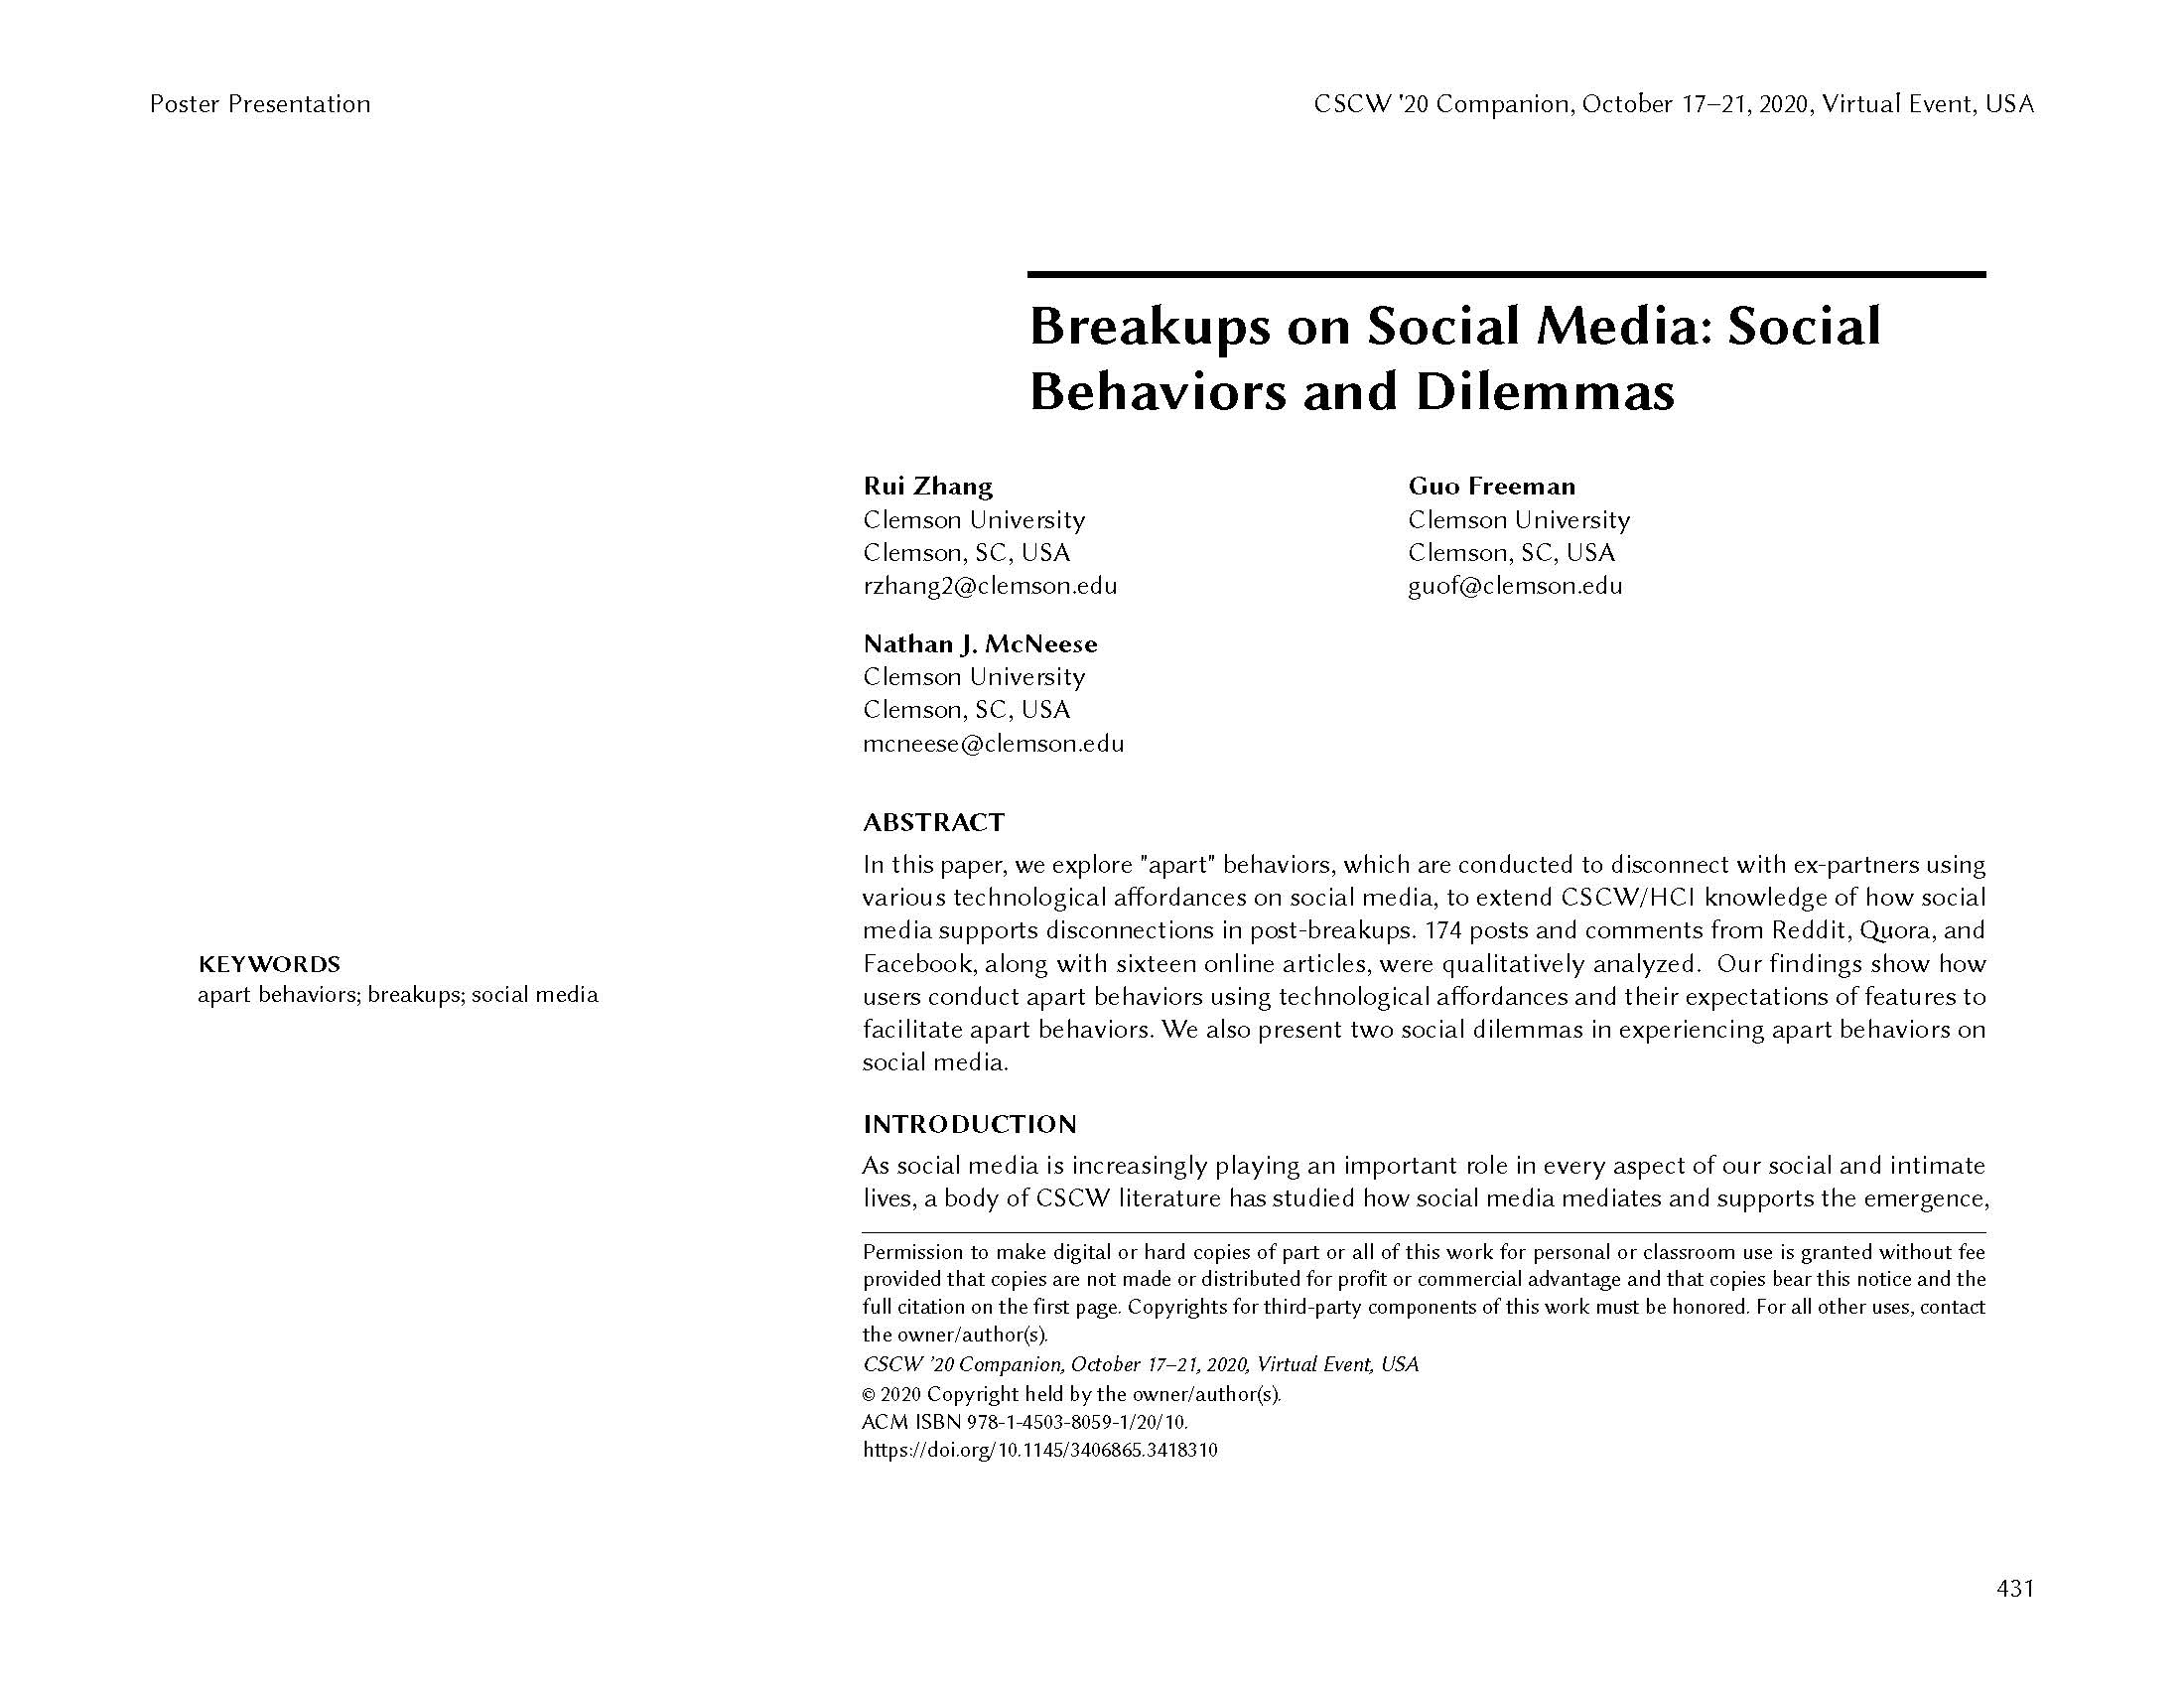 Poster Presentation
CSCW '20 Companion, October 17–21, 2020, Virtual Event, USA
Breakups on Social Media: Social
Behaviors and Dilemmas
Rui Zhang
Clemson University
Clemson, SC, USA
rzhang2@clemson.edu
Guo Freeman
Clemson University
Clemson, SC, USA
guof@clemson.edu
Nathan J. McNeese
Clemson University
Clemson, SC, USA
mcneese@clemson.edu
ABSTRACT
In this paper, we explore "apart" behaviors, which are conducted to disconnect with ex-partners using
various technological affordances on social media, to extend CSCW/HCI knowledge of how social
media supports disconnections in post-breakups. 174 posts and comments from Reddit, Quora, and
Facebook, along with sixteen online articles, were qualitatively analyzed. Our findings show how
users conduct apart behaviors using technological affordances and their expectations of features to
facilitate apart behaviors. We also present two social dilemmas in experiencing apart behaviors on
social media.
KEYWORDS
apart behaviors; breakups; social media
INTRODUCTION
As social media is increasingly playing an important role in every aspect of our social and intimate
lives, a body of CSCW literature has studied how social media mediates and supports the emergence,
Permission to make digital or hard copies of part or all of this work for personal or classroom use is granted without fee
provided that copies are not made or distributed for profit or commercial advantage and that copies bear this notice and the
full citation on the first page. Copyrights for third-party components of this work must be honored. For all other uses, contact
the owner/author(s).
CSCW ’20 Companion, October 17–21, 2020, Virtual Event, USA
© 2020 Copyright held by the owner/author(s).
ACM ISBN 978-1-4503-8059-1/20/10.
https://doi.org/10.1145/3406865.3418310
431